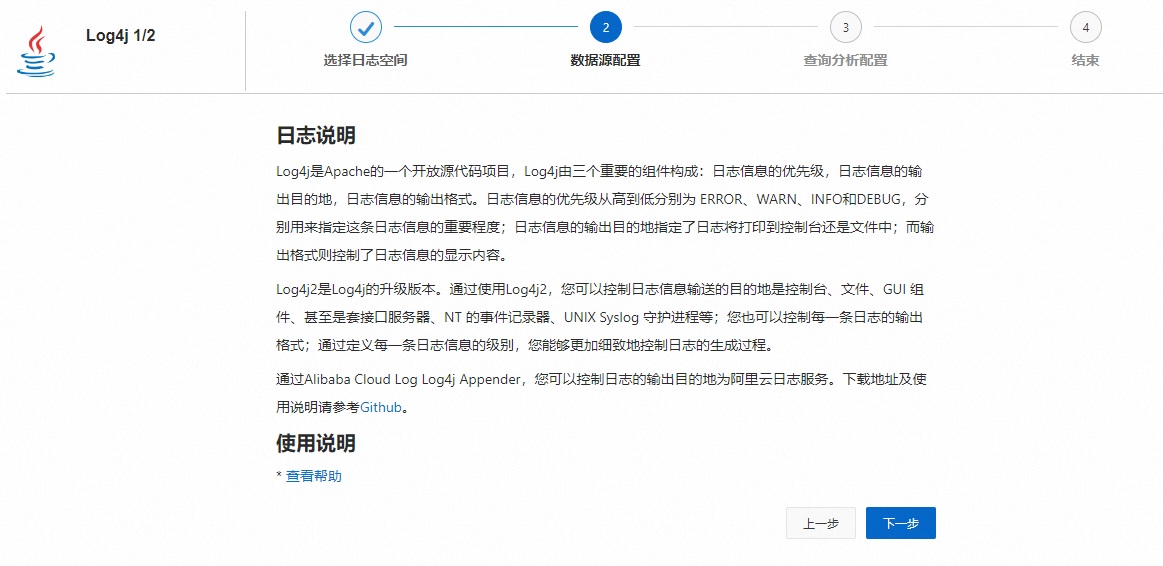 Log4j 1/2
2
3
4
选择日志空间
数据源配置
查询分析配置
结束
日志说明
Log4j是Apache的一个开放源代码项目，Log4j由三个重要的组件构成：日志信息的优先级，日志信息的输
出目的地，日志信息的输出格式。日志信息的优先级从高到低分别为 ERROR、WARN、INFO和DEBUG，分
别用来指定这条日志信息的重要程度；日志信息的输出目的地指定了日志将打印到控制台还是文件中；而输
出格式则控制了日志信息的显示内容。
Log4j2是Log4j的升级版本。通过使用Log4j2，您可以控制日志信息输送的目的地是控制台、文件、GUI 组
件、甚至是套接口服务器、NT 的事件记录器、UNIX Syslog 守护进程等；您也可以控制每一条日志的输出
格式；通过定义每一条日志信息的级别，您能够更加细致地控制日志的生成过程。
通过Alibaba Cloud Log Log4j Appender，您可以控制日志的输出目的地为阿里云日志服务。下载地址及使
用说明请参考Github。
使用说明
* 查看帮助
上一步
下一步